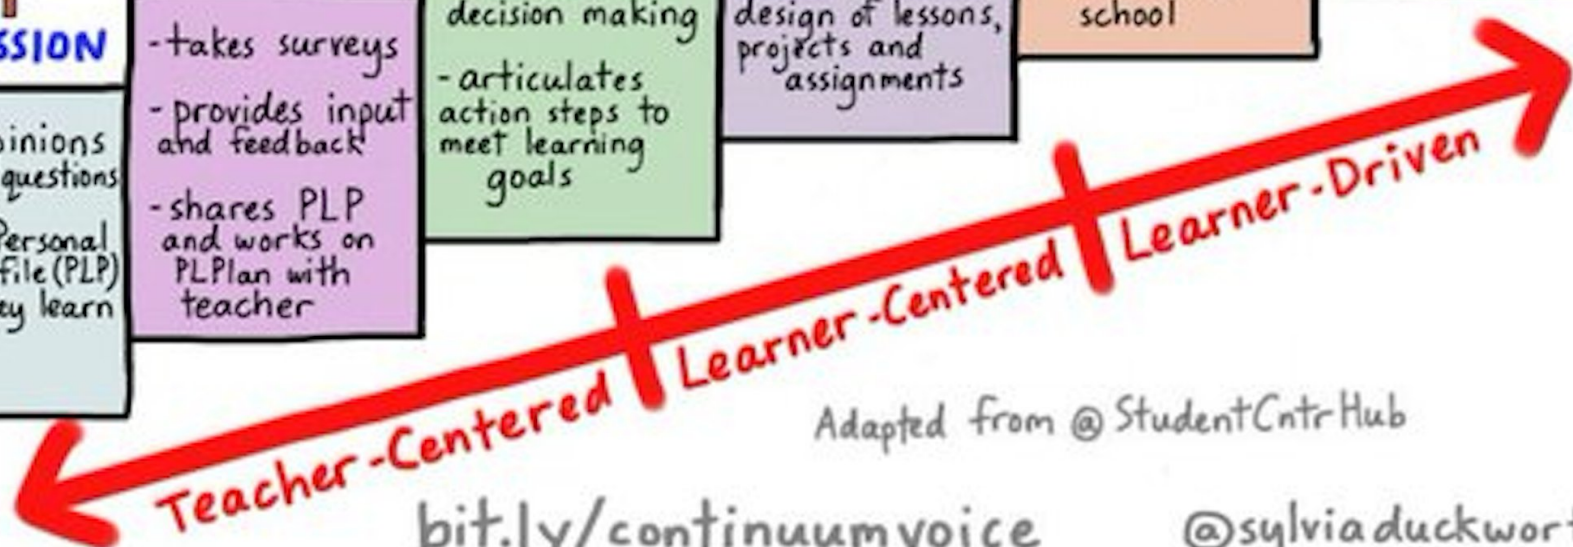 SSION
inions
questions
Personal
file (PLP)
ey learn
- takes surveys
- provides input
and feedback
- shares PLP
and works on
PLPlan with
teacher
decision making
- articulates
action steps to
meet learning
goals
design of lessons,
projects and
assignments
school
Teacher-Centered
Learner-Centered
Learner-Driven
Adapted from @StudentCntrHub
bit.ly/continuumvoice
@sylviaduckwort